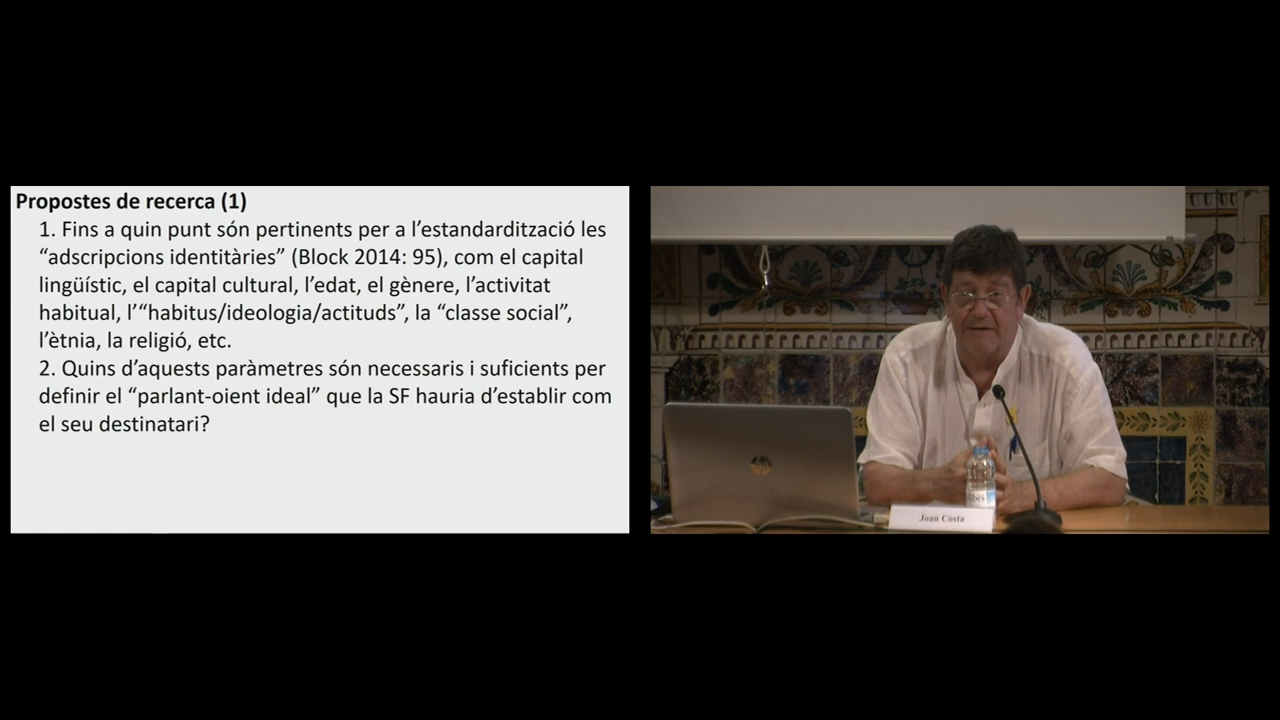 Propostes de recerca (1)
1. Fins a quin punt són pertinents per a l’estandardització les
“adscripcions identitàries” (Block 2014: 95), com el capital
lingüístic, el capital cultural, l’edat, el gènere, l’activitat
habitual, l’“habitus/ideologia/actituds”, la “classe social”,
l’ètnia, la religió, etc.
2. Quins d’aquests paràmetres són necessaris i suficients per
definir el “parlant-oient ideal” que la SF hauria d’establir com
el seu destinatari?
hp
Joan Costa